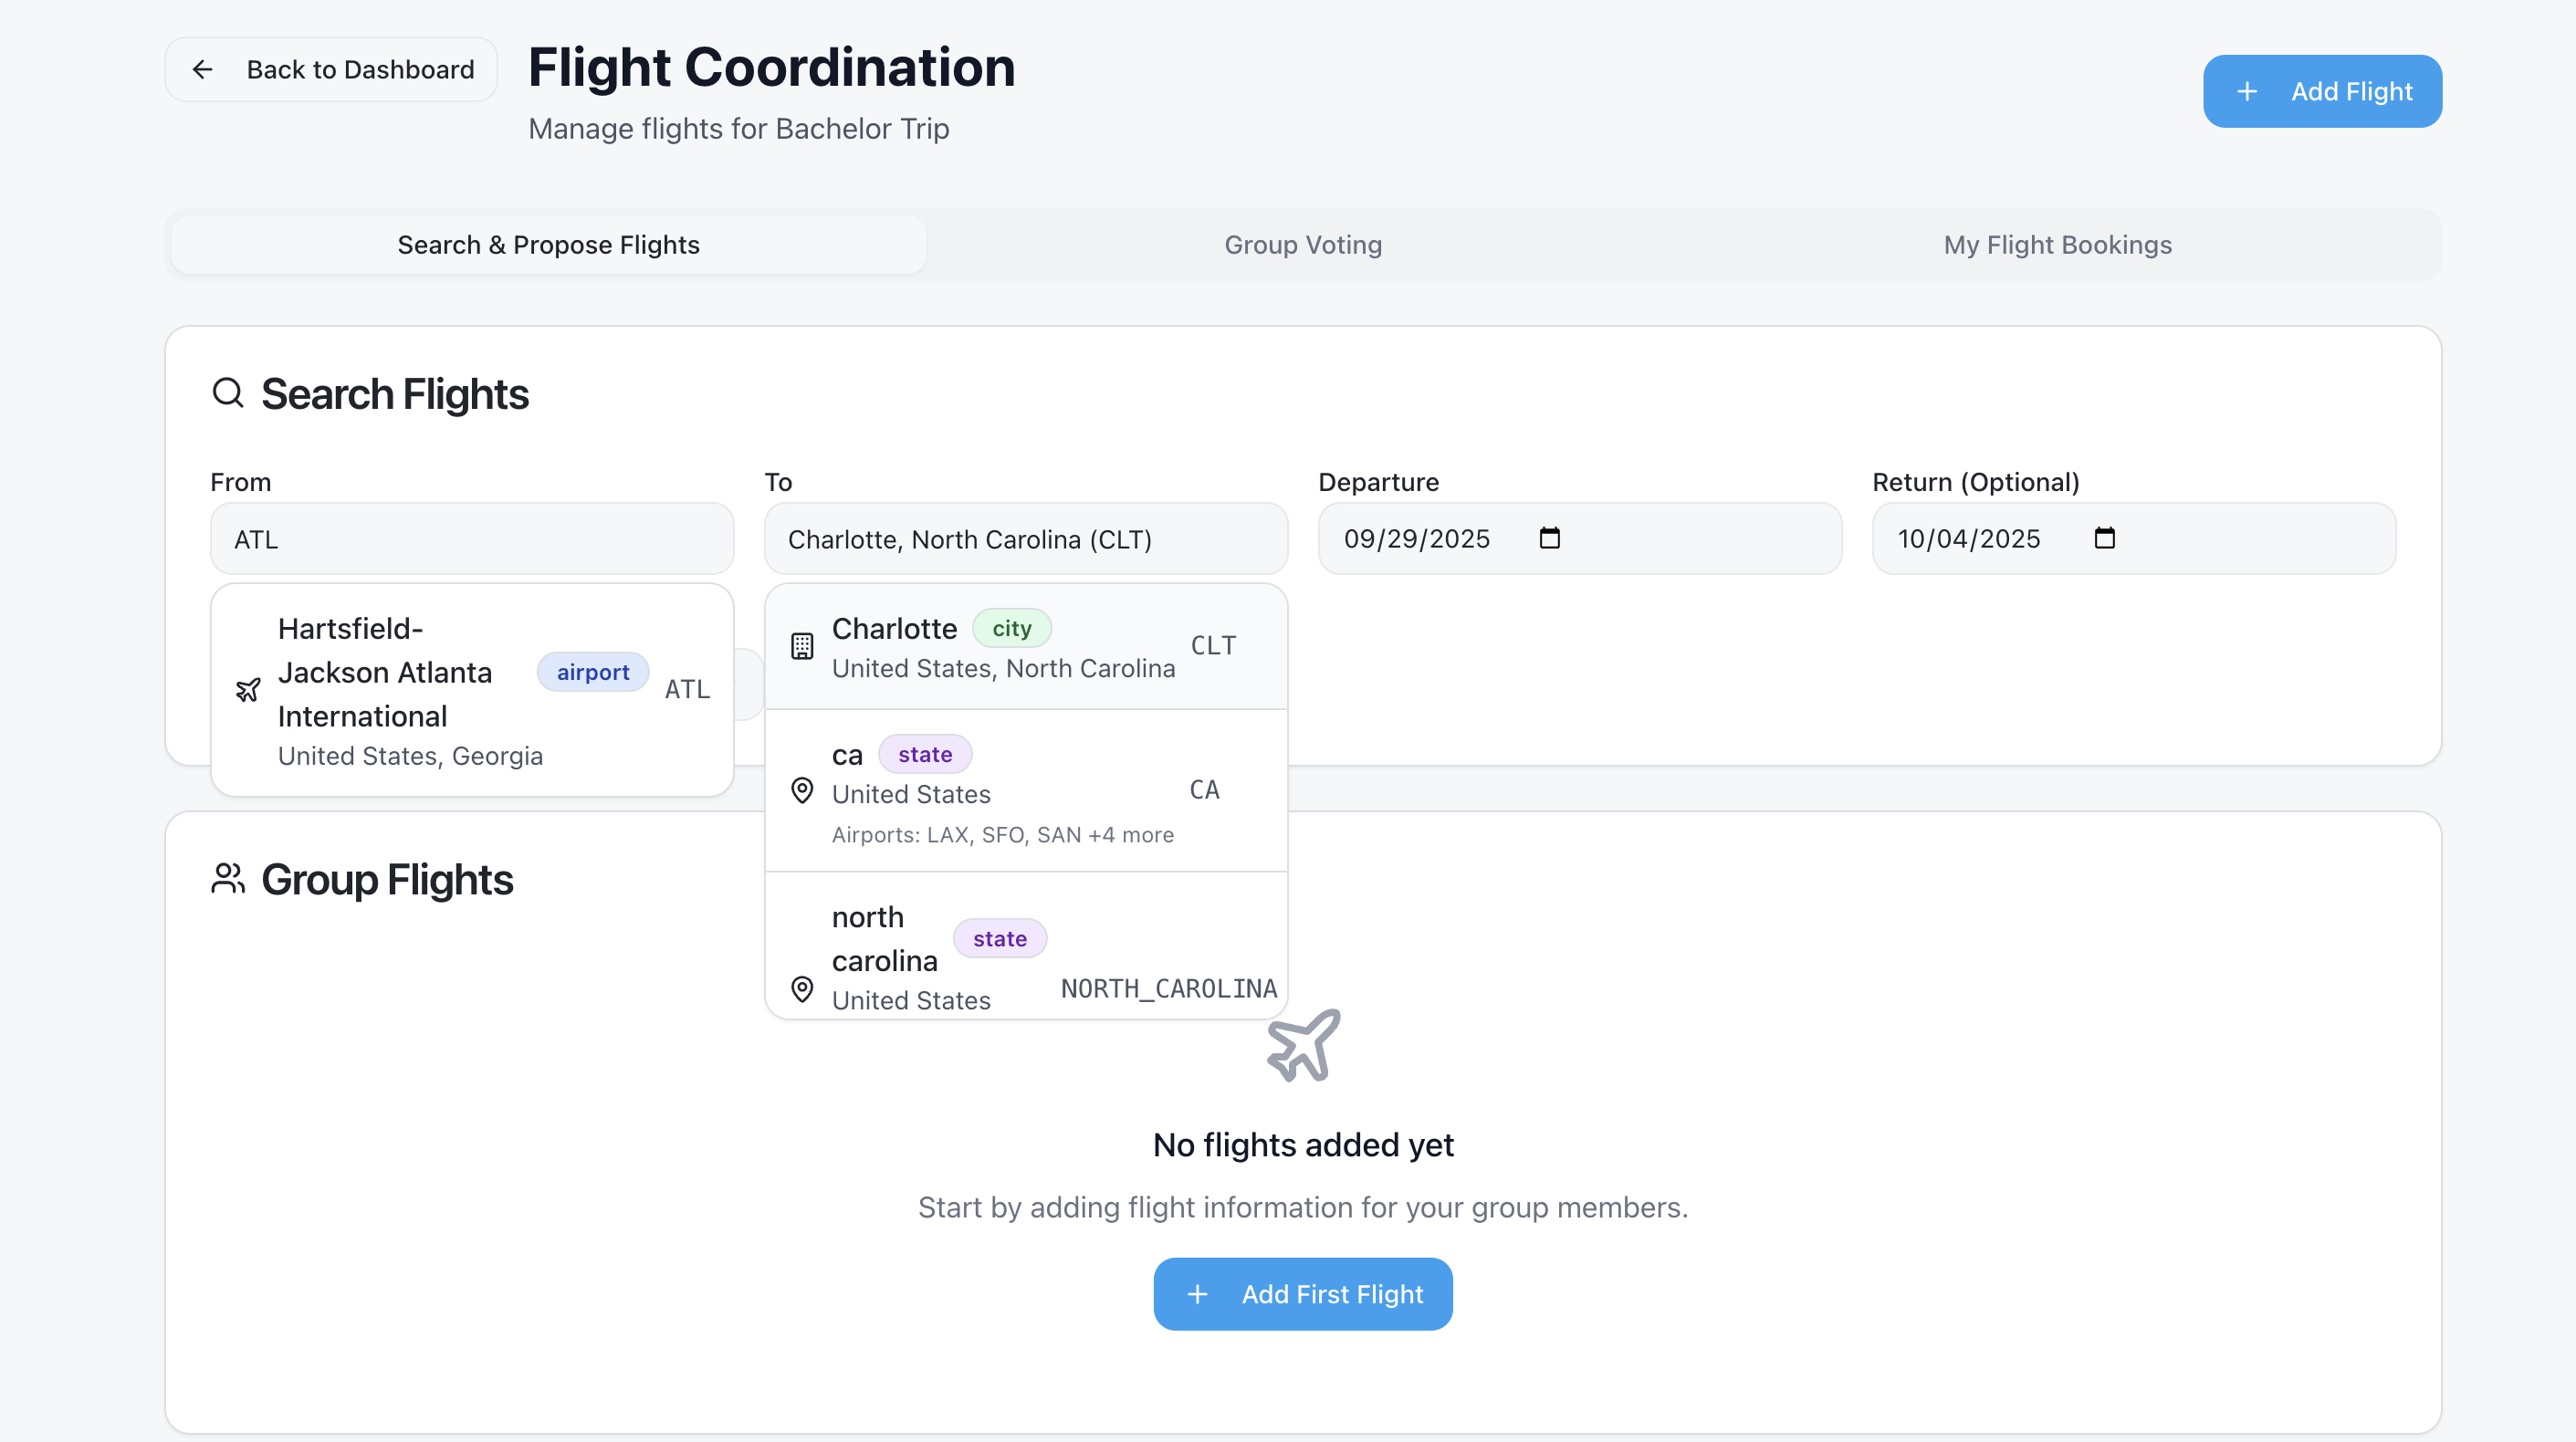 Back to Dashboard
Flight Coordination
Manage flights for Bachelor Trip
Add Flight
Search & Propose Flights
Group Voting
My Flight Bookings
Search Flights
From
To
Departure
Return (Optional)
ATL
Charlotte, North Carolina (CLT)
09/29/2025
10/04/2025
Hartsfield-
Jackson Atlanta
International
airport
ATL
United States, Georgia
Charlotte
city
United States, North Carolina
CLT
ca
state
United States
CA
Airports: LAX, SFO, SAN +4 more
north
carolina
state
United States
NORTH_CAROLINA
Group Flights
No flights added yet
Start by adding flight information for your group members.
Add First Flight